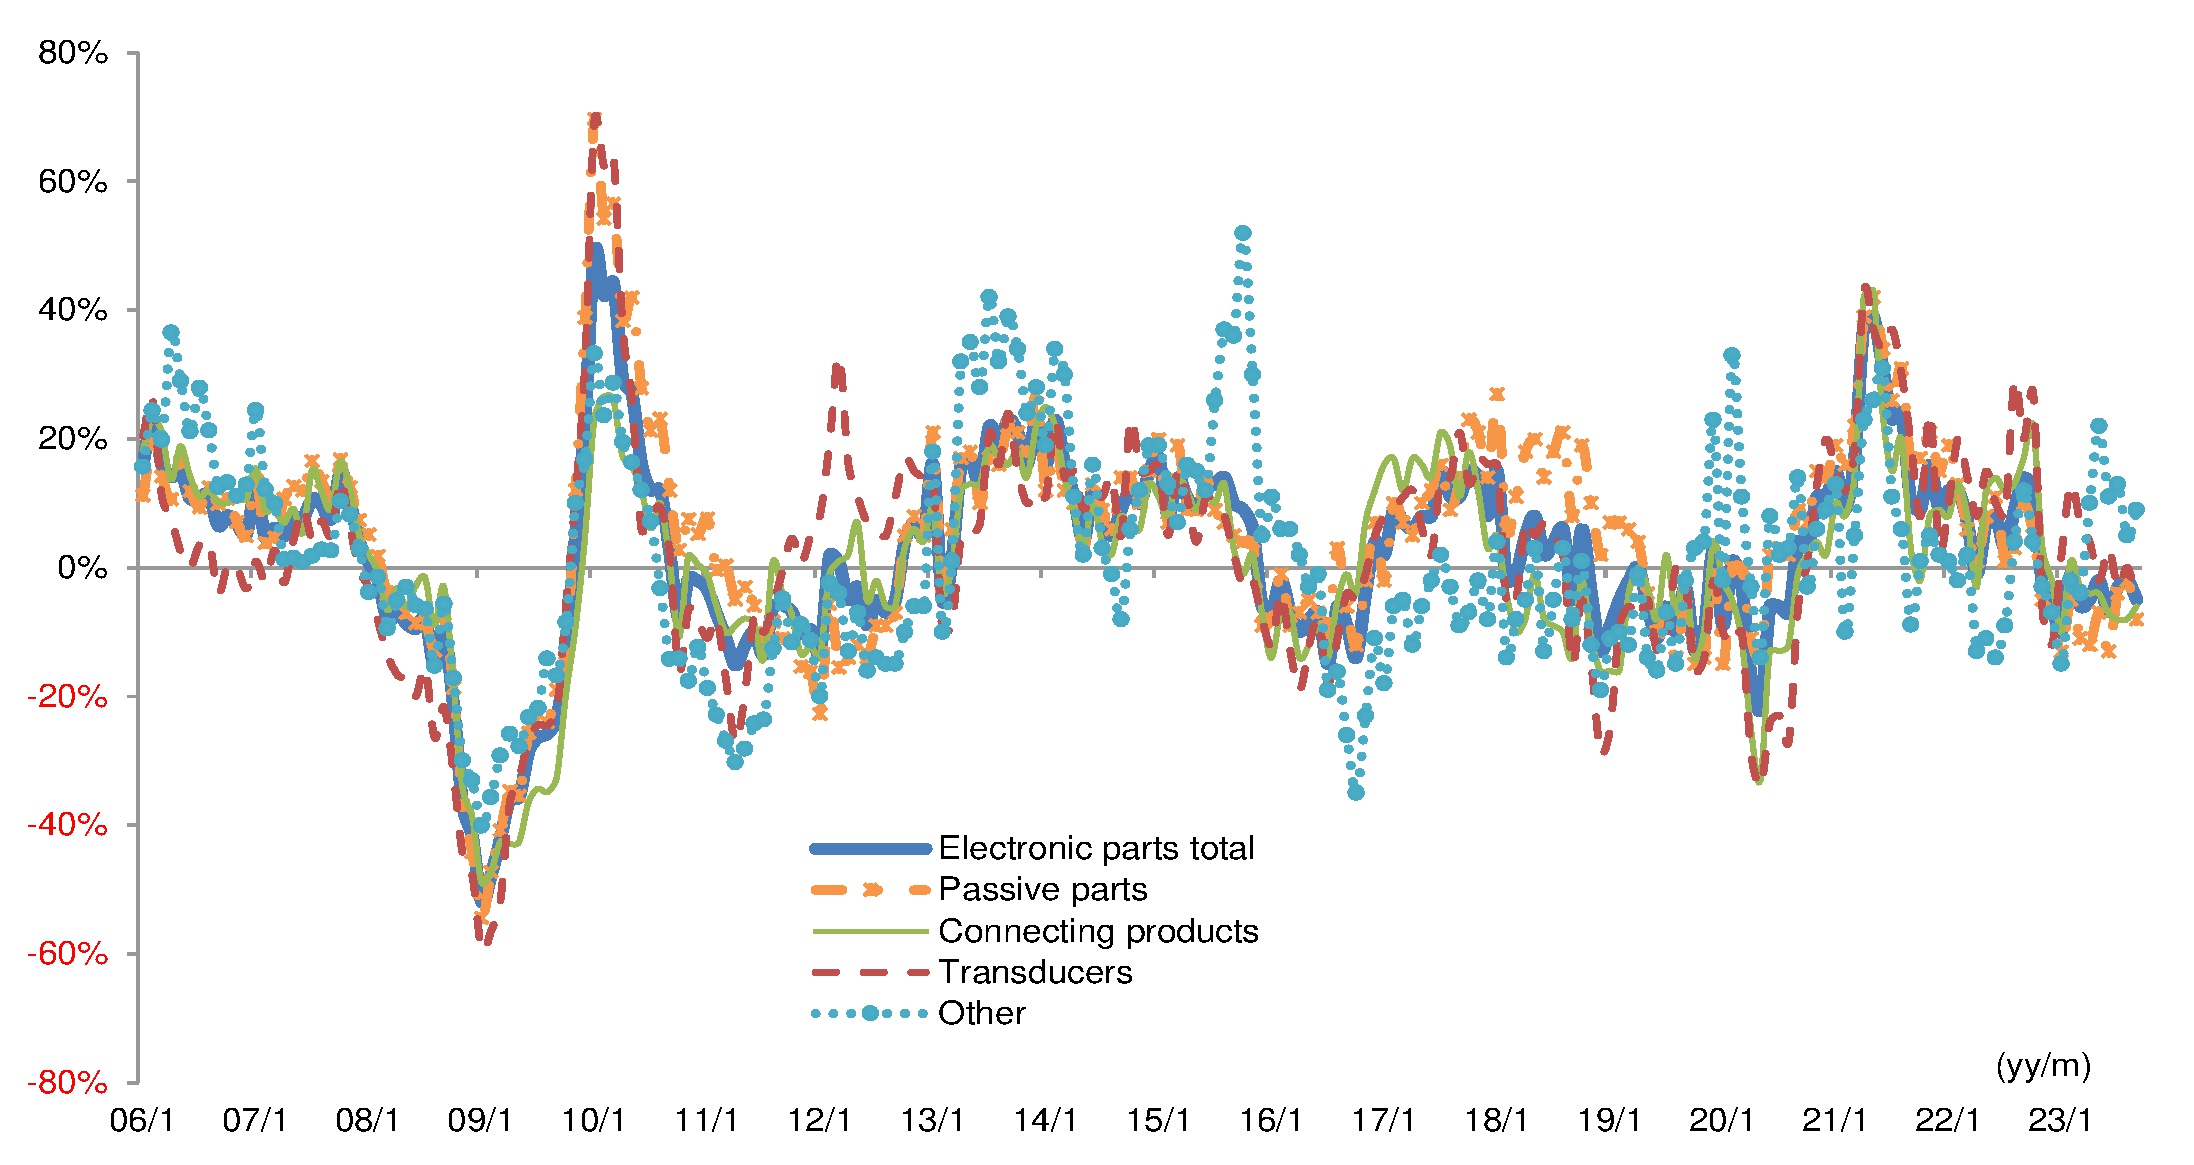 80%
60%
40%
20%
0%
-20%
-40%
-60%
-80%
Electronic parts total
Passive parts
Connecting products
Transducers
Other
(yy/m)
06/1 07/1 08/1 09/1 10/1 11/1 12/1 13/1 14/1 15/1 16/1 17/1 18/1 19/1 20/1 21/1 22/1 23/1